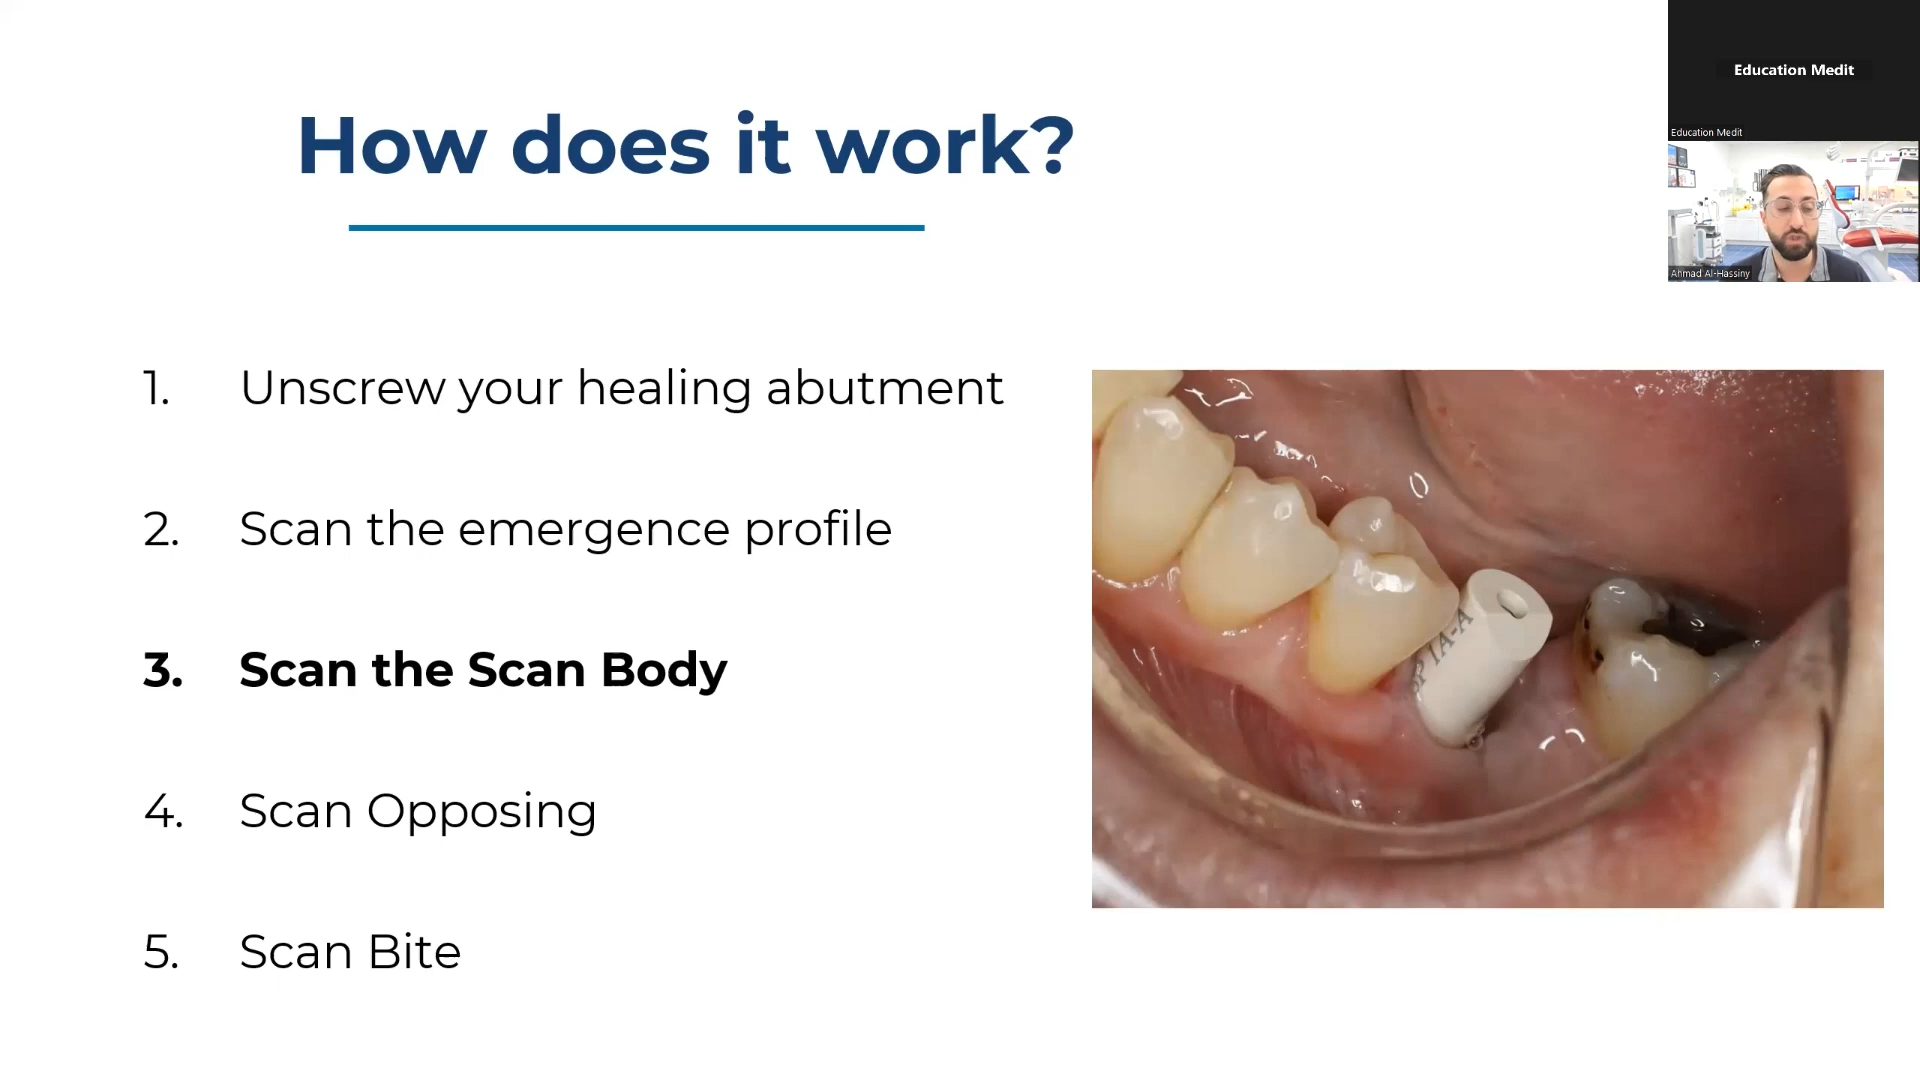 How does it work?
1. Unscrew your healing abutment
2. Scan the emergence profile
3. Scan the Scan Body
4. Scan Opposing
5. Scan Bite
IA-A
Education Medit
Education Medit
Ahmad Al-Hassiny